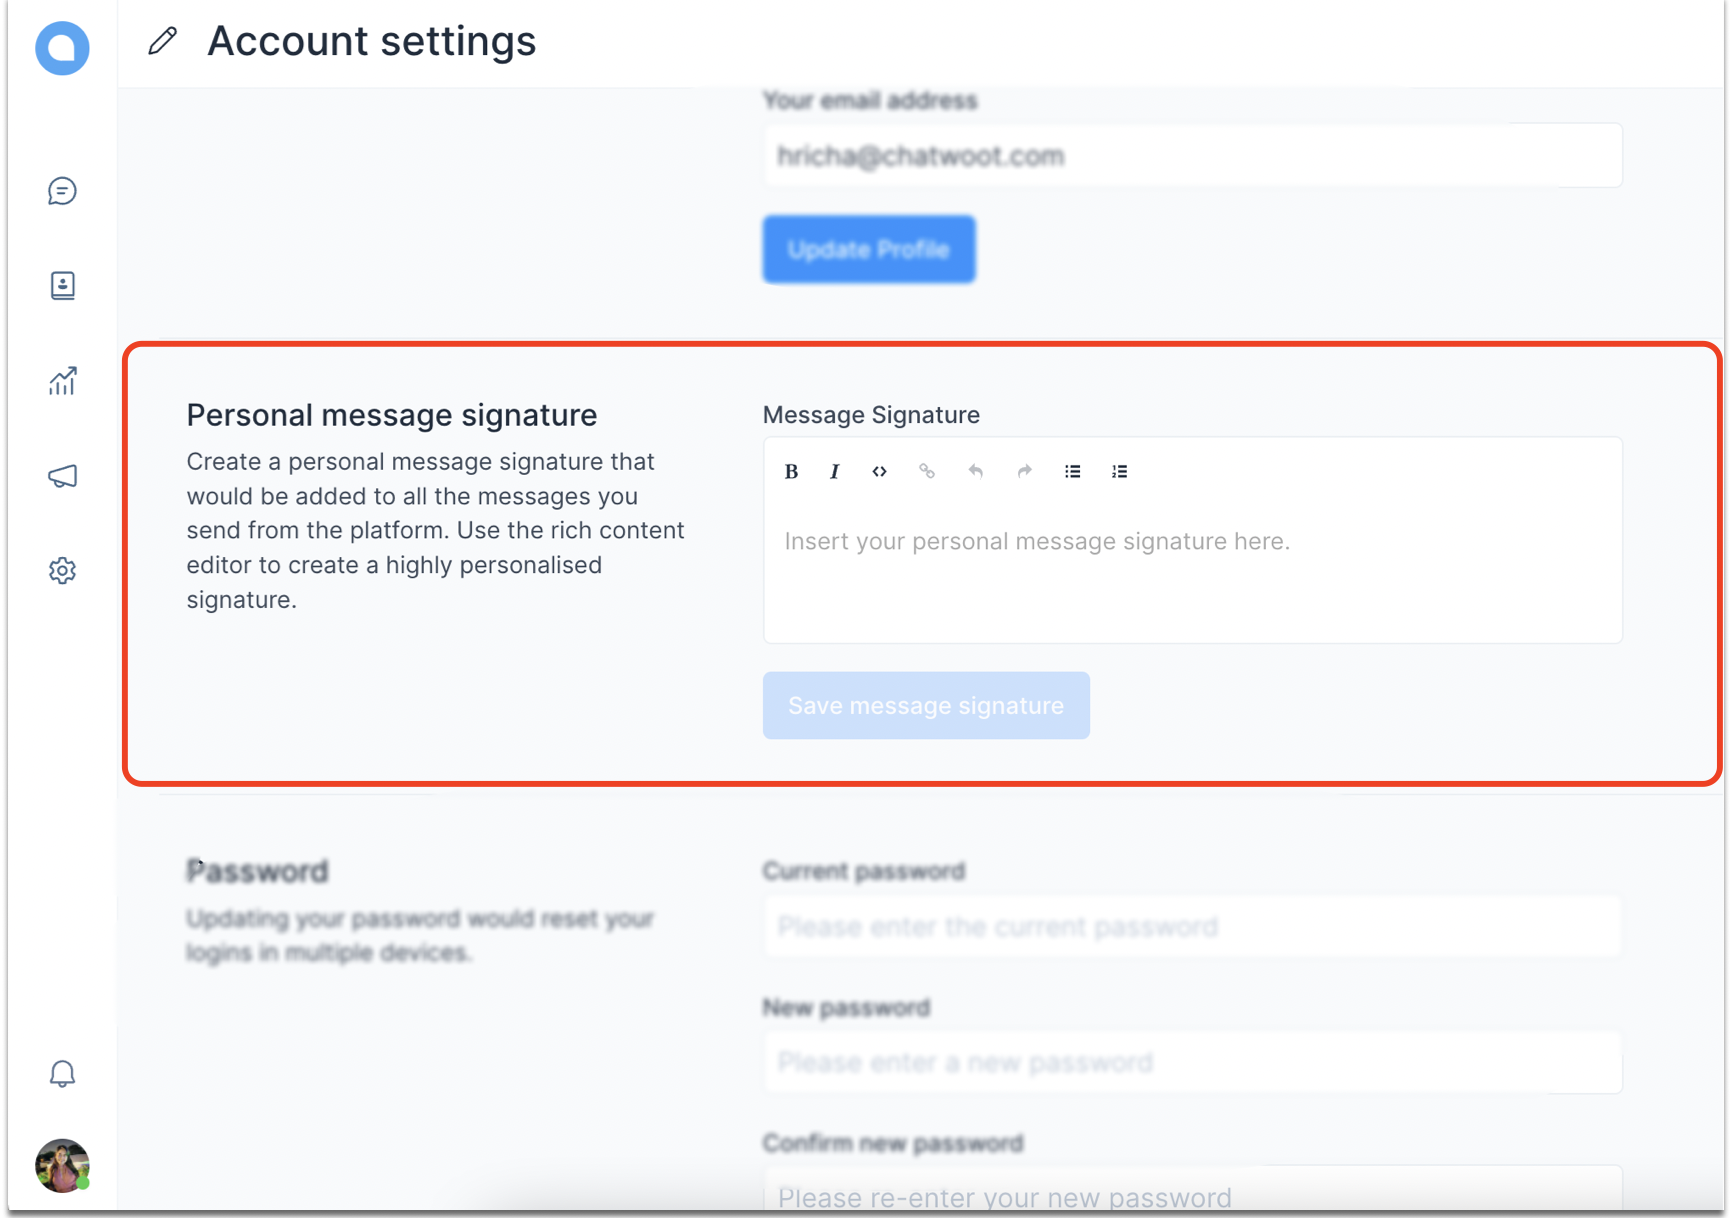 Account settings
Your email address
hricha@chatwoot.com
Update Profile
Personal message signature
Create a personal message signature that
would be added to all the messages you
send from the platform. Use the rich content
editor to create a highly personalised
signature.
Message Signature
B I <>
Insert your personal message signature here.
Save message signature
Password
Updating your password would reset your
logins in multiple devices.
Current password
Please enter the current password
New password
Please enter a new password
Confirm new password
Please re-enter your new password